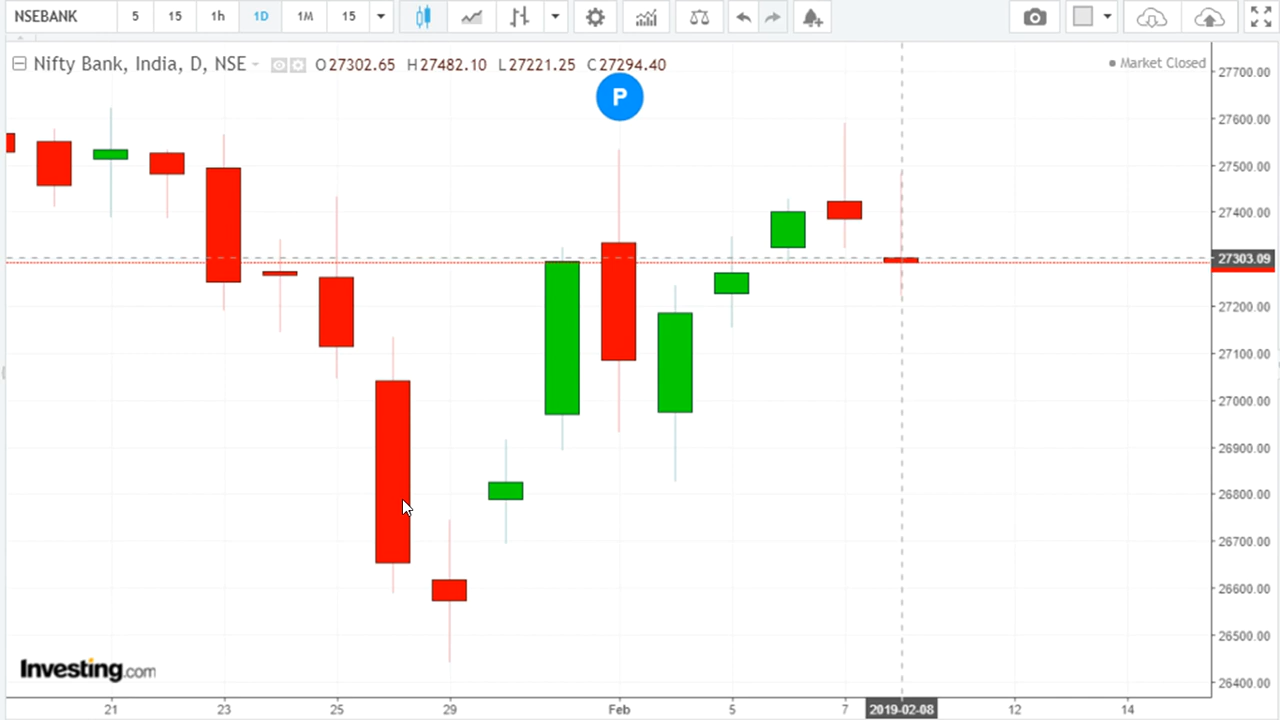 NSEBANK 5 15 1h 1D 1M 15
Nifty Bank, India, D, NSE O27302.65 H27482.10 L27221.25 C27294.40
Market Closed
P
27700.00
27600.00
27500.00
27400.00
27303.09
27200.00
27100.00
27000.00
26900.00
26800.00
26700.00
26600.00
26500.00
26400.00
Investing.com
21 23 25 29 Feb 5 7 2019-02-08 12 14